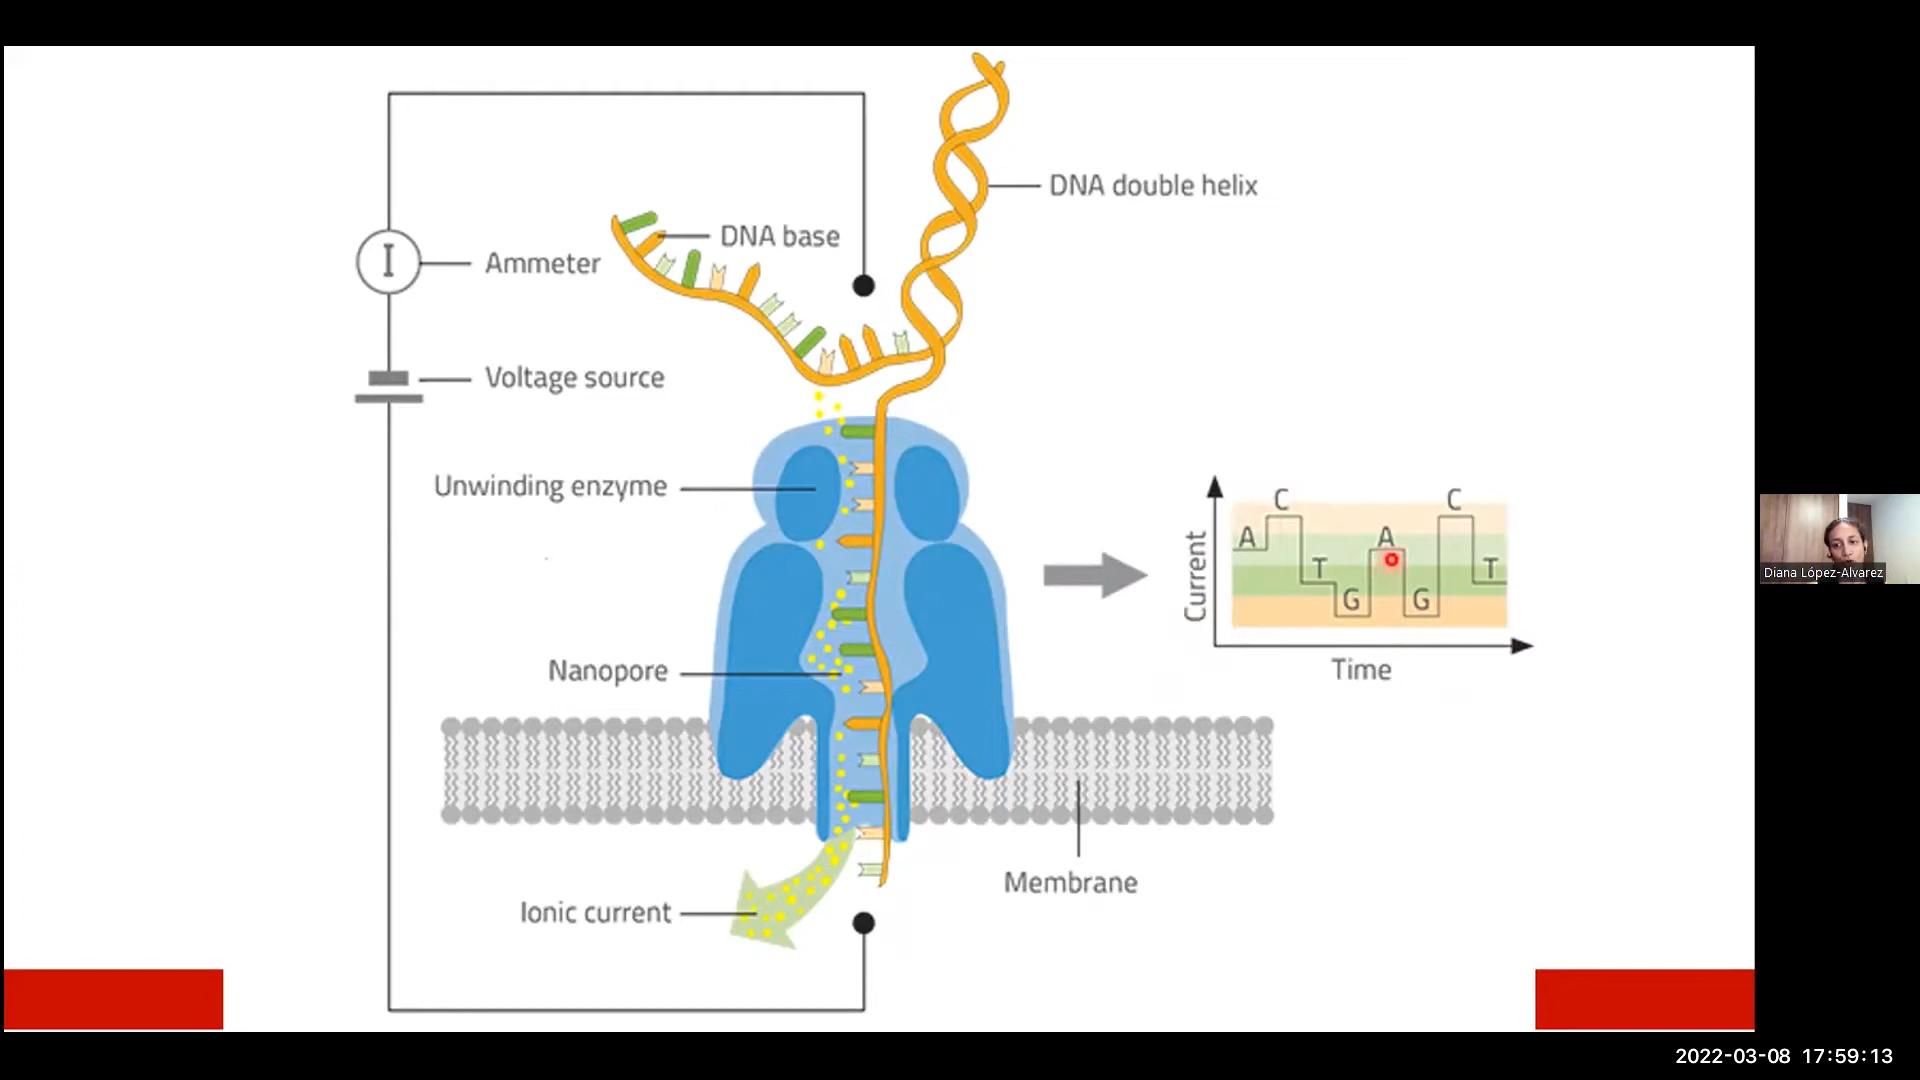 DNA double helix
DNA base
I
Ammeter
Voltage source
Unwinding enzyme
Nanopore
Ionic current
Membrane
Current
A
C
T
G
A
G
C
T
Time
Diana López-Alvarez
2022-03-08 17:59:13